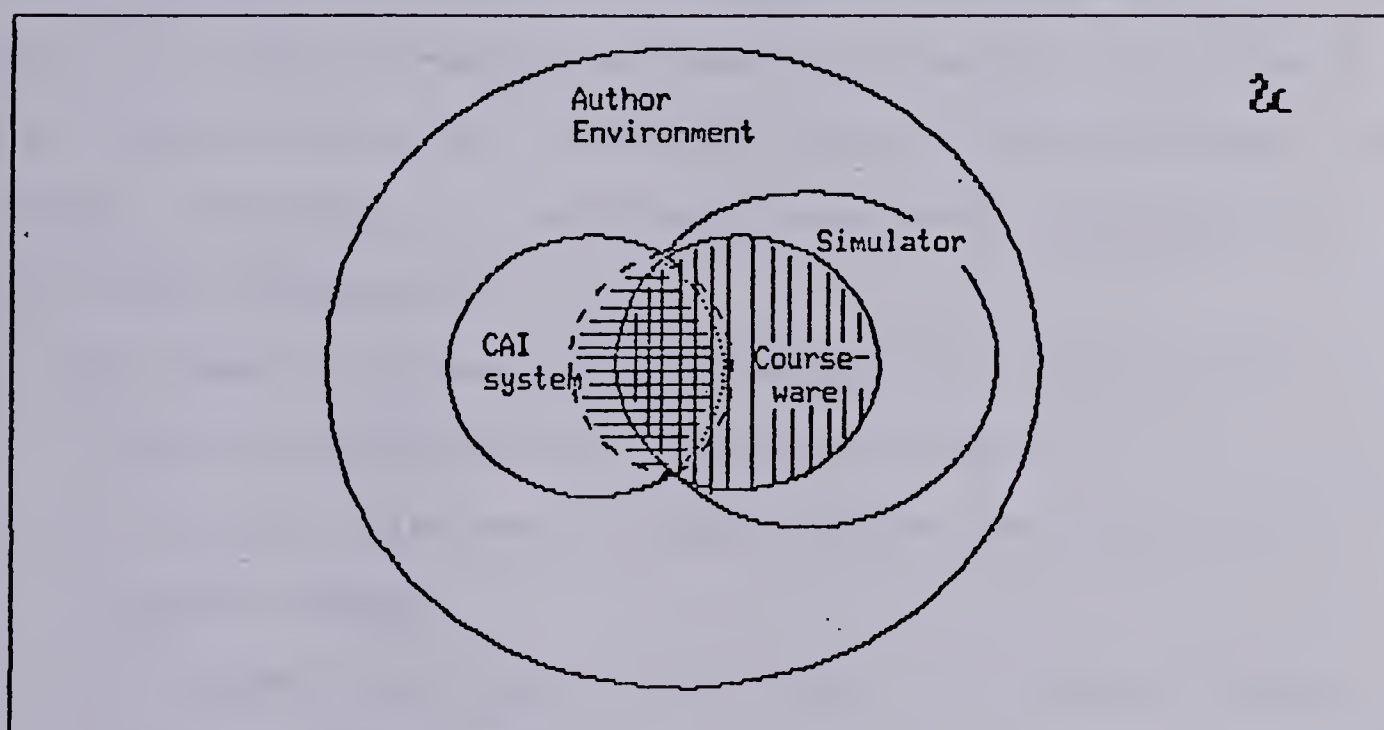 Author
Environment
2c
Simulator
CAI
system
Course-
ware